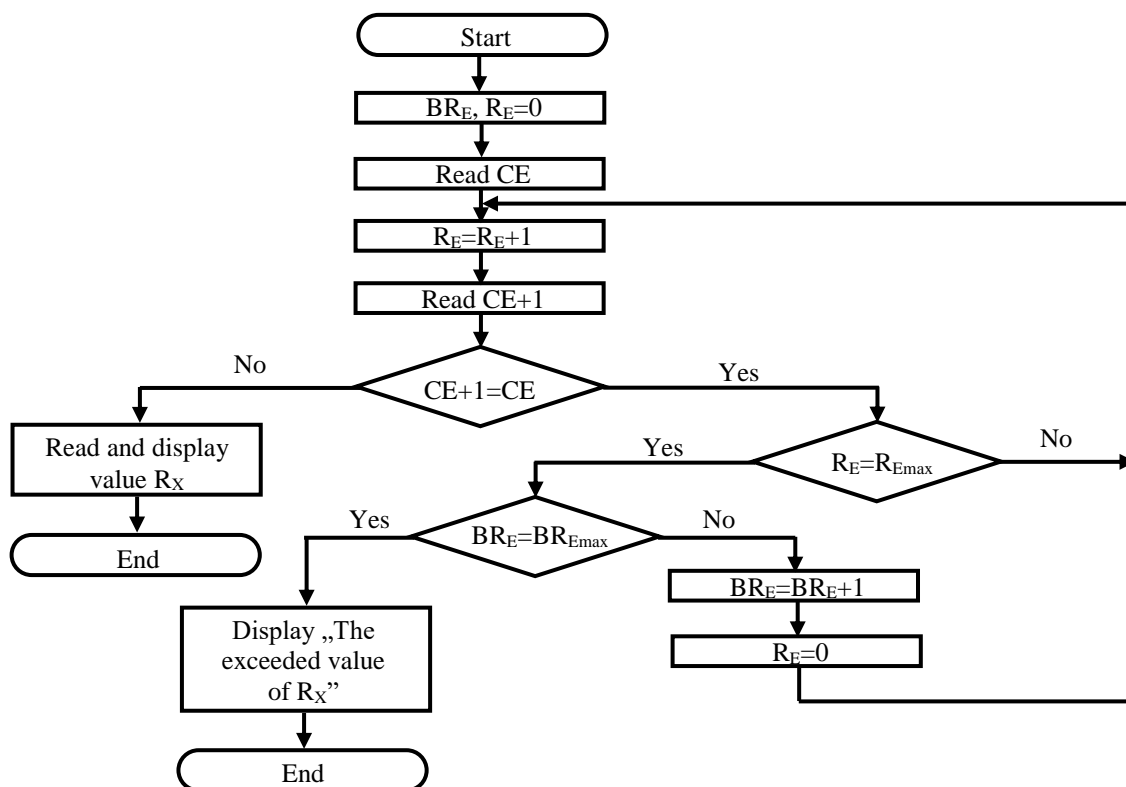 Start
BRE, RE=0
Read CE
RE=RE+1
Read CE+1
CE+1=CE
No
Yes
Read and display
value RX
End
RE=REmax
Yes
No
BRE=BREmax
Yes
No
Display „The
exceeded value
of RX”
End
BRE=BRE+1
RE=0